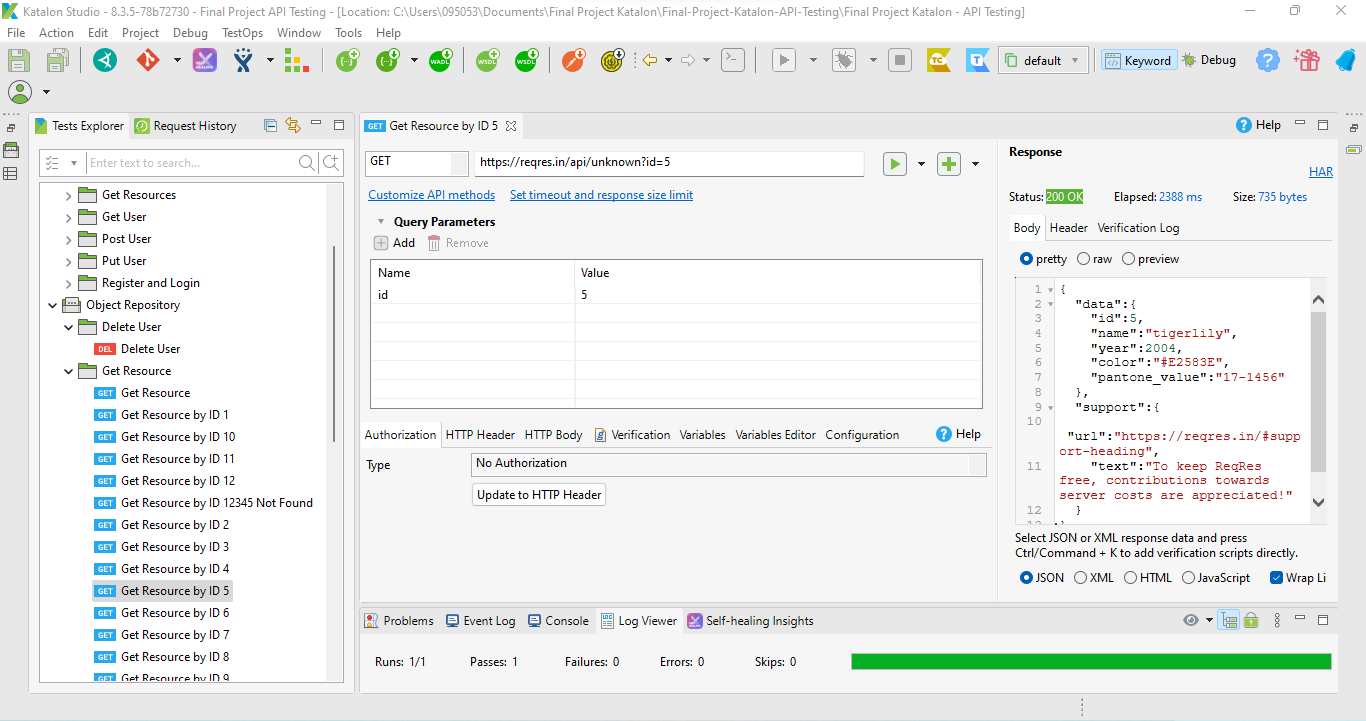 Katalon Studio - 8.3.5-78b72730 - Final Project API Testing - [Location: C:\Users\095053\Documents\Final Project Katalon\Final-Project-Katalon-API-Testing\Final Project Katalon - API Testing]
File Action Edit Project Debug TestOps Window Tools Help
default Keyword Debug
Tests Explorer Request History
Enter text to search...
Get Resources
Get User
Post User
Put User
Register and Login
Object Repository
Delete User
DEL Delete User
Get Resource
GET Get Resource
GET Get Resource by ID 1
GET Get Resource by ID 10
GET Get Resource by ID 11
GET Get Resource by ID 12
GET Get Resource by ID 12345 Not Found
GET Get Resource by ID 2
GET Get Resource by ID 3
GET Get Resource by ID 4
GET Get Resource by ID 5
GET Get Resource by ID 6
GET Get Resource by ID 7
GET Get Resource by ID 8
GET Get Resource by ID 9
GET Get Resource by ID 5
Help
GET https://reqres.in/api/unknown?id=5
Customize API methods Set timeout and response size limit
Query Parameters
Add Remove
Name Value
id 5
Authorization HTTP Header HTTP Body Verification Variables Variables Editor Configuration Help
Type No Authorization
Update to HTTP Header
Response
HAR
Status: 200 OK Elapsed: 2388 ms Size: 735 bytes
Body Header Verification Log
pretty raw preview
1 {
2 "data":{
3 "id":5,
4 "name":"tigerlily",
5 "year":2004,
6 "color":"#E2583E",
7 "pantone_value":"17-1456"
8 },
9 "support":{
10
"url":"https://reqres.in/#supp
ort-heading",
11 "text":"To keep ReqRes
free, contributions towards
server costs are appreciated!"
12 }
13 }
Select JSON or XML response data and press
Ctrl/Command + K to add verification scripts directly.
JSON XML HTML JavaScript Wrap Li
Problems Event Log Console Log Viewer Self-healing Insights
Runs: 1/1 Passes: 1 Failures: 0 Errors: 0 Skips: 0